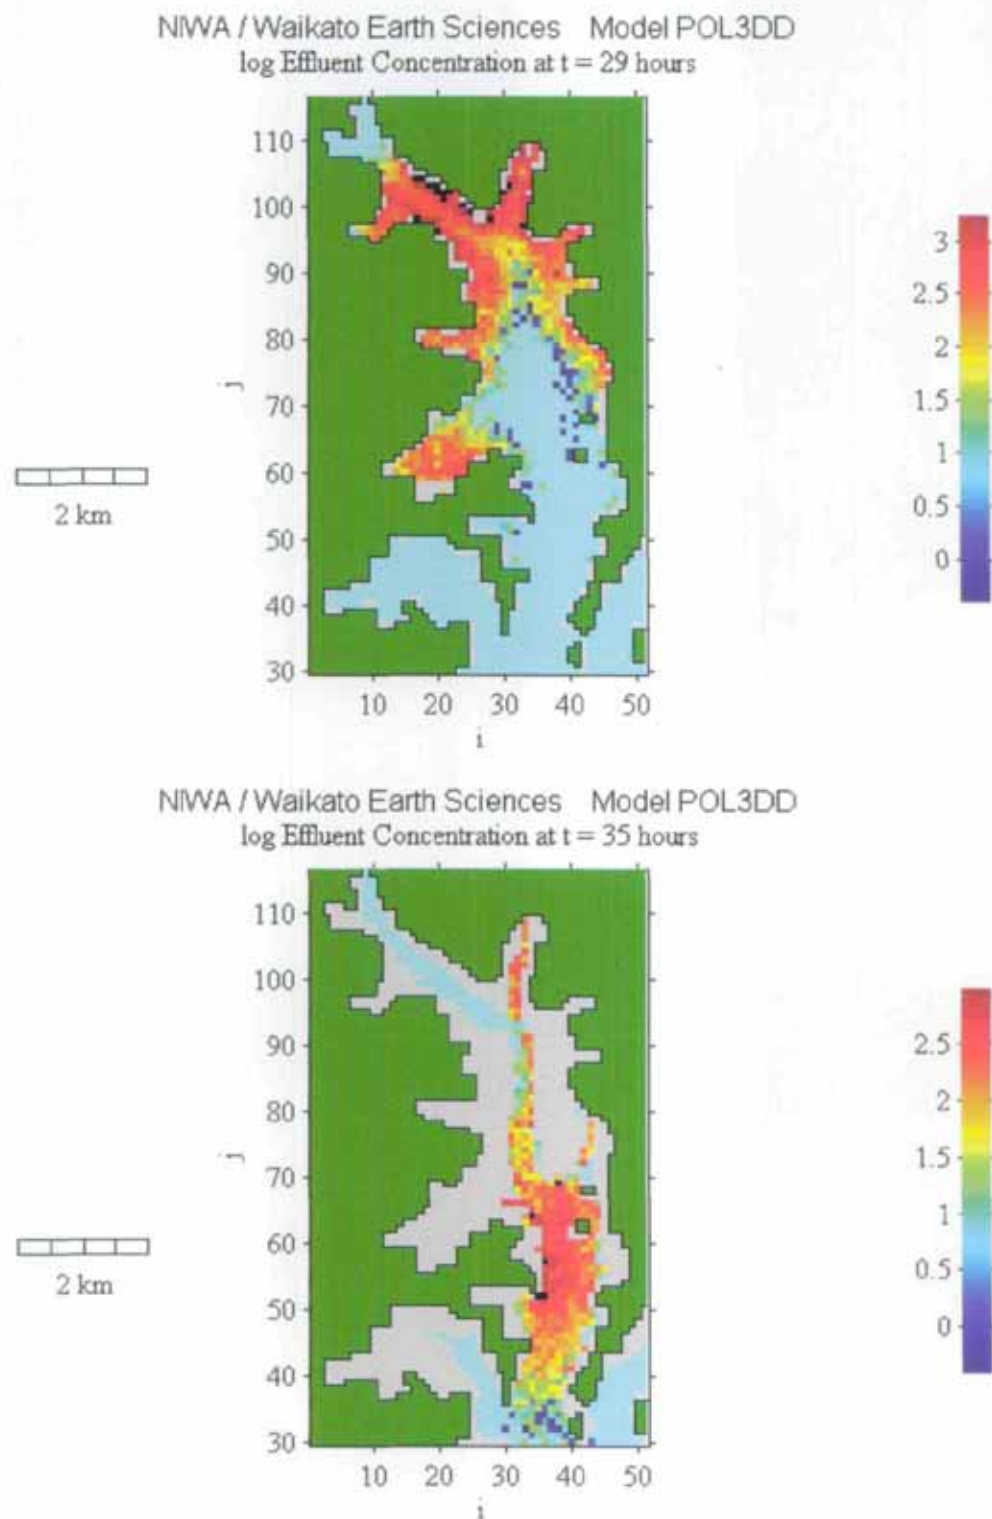 NIWA / Waikato Earth Sciences Model POL3DD
log Effluent Concentration at t = 29 hours
110
100
90
80
70
60
50
40
30
j
10 20 30 40 50
i
2 km
3
2.5
2
1.5
1
0.5
0
NIWA / Waikato Earth Sciences Model POL3DD
log Effluent Concentration at t = 35 hours
110
100
90
80
70
60
50
40
30
j
10 20 30 40 50
i
2 km
2.5
2
1.5
1
0.5
0